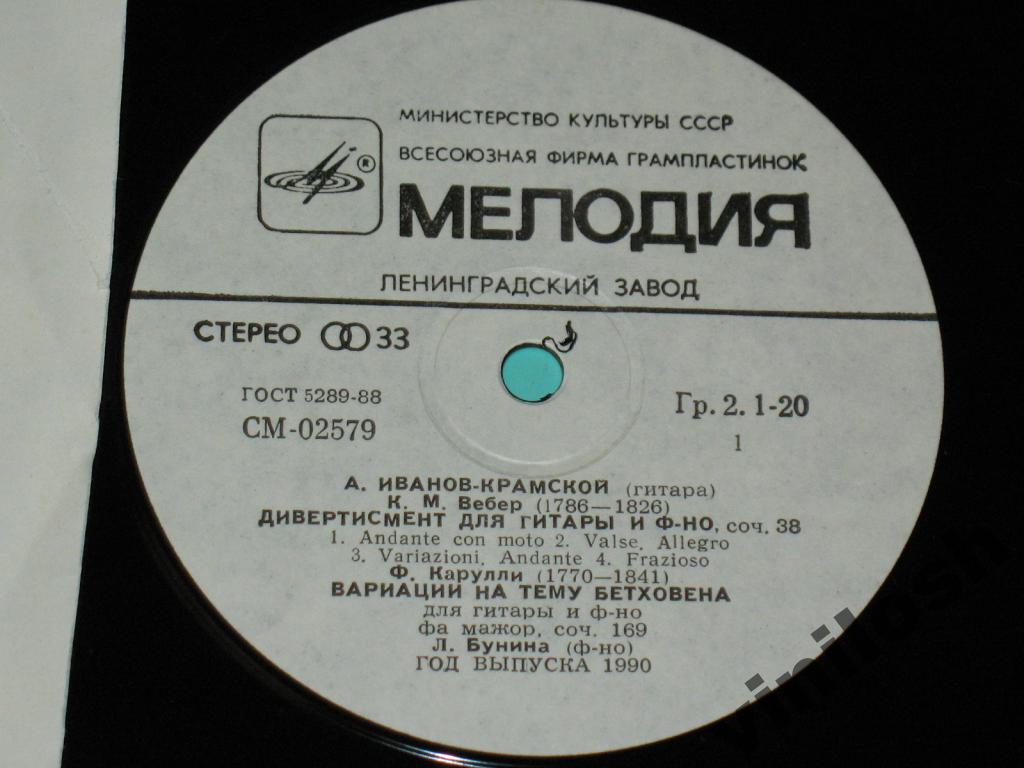 МИНИСТЕРСТВО КУЛЬТУРЫ СССР
ВСЕСОЮЗНАЯ ФИРМА ГРАМПЛАСТИНОК
®
МЕЛОДИЯ
ЛЕНИНГРАДСКИЙ ЗАВОД
СТЕРЕО 33
ГОСТ 5289-88
СМ-02579
Гр. 2. 1-20
1
А. ИВАНОВ-КРАМСКОЙ (гитара)
К. М. Вебер (1786—1826)
ДИВЕРТИСМЕНТ ДЛЯ ГИТАРЫ И Ф-НО, соч. 38
1. Andante con moto 2. Valse, Allegro
3. Variazioni, Andante 4. Frazioso
Ф. Карулли (1770—1841)
ВАРИАЦИИ НА ТЕМУ БЕТХОВЕНА
для гитары и ф-но
фа мажор, соч. 169
Л. Бунина (ф-но)
ГОД ВЫПУСКА 1990
vinilosh